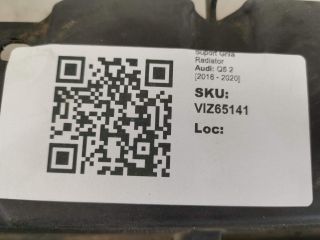 Suport Grila
Radiator
Audi: Q5 2
[2016 - 2020]
SKU:
VIZ65141
Loc: